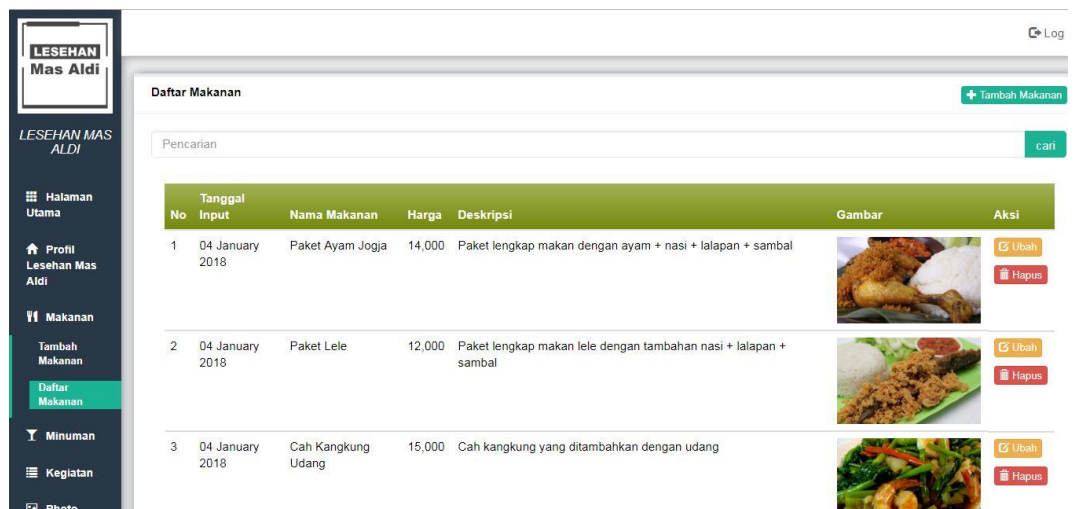 LESEHAN
Mas Aldi
LESEHAN MAS
ALDI
Halaman
Utama
Profil
Lesehan Mas
Aldi
Makanan
Tambah
Makanan
Daftar
Makanan
Minuman
Kegiatan
Photo
Log
Daftar Makanan
Tambah Makanan
Pencarian
cari
No Tanggal Input Nama Makanan Harga Deskripsi Gambar Aksi
1 04 January 2018 Paket Ayam Jogja 14,000 Paket lengkap makan dengan ayam + nasi + lalapan + sambal Ubah
Hapus
2 04 January 2018 Paket Lele 12,000 Paket lengkap makan lele dengan tambahan nasi + lalapan + sambal Ubah
Hapus
3 04 January 2018 Cah Kangkung Udang 15,000 Cah kangkung yang ditambahkan dengan udang Ubah
Hapus